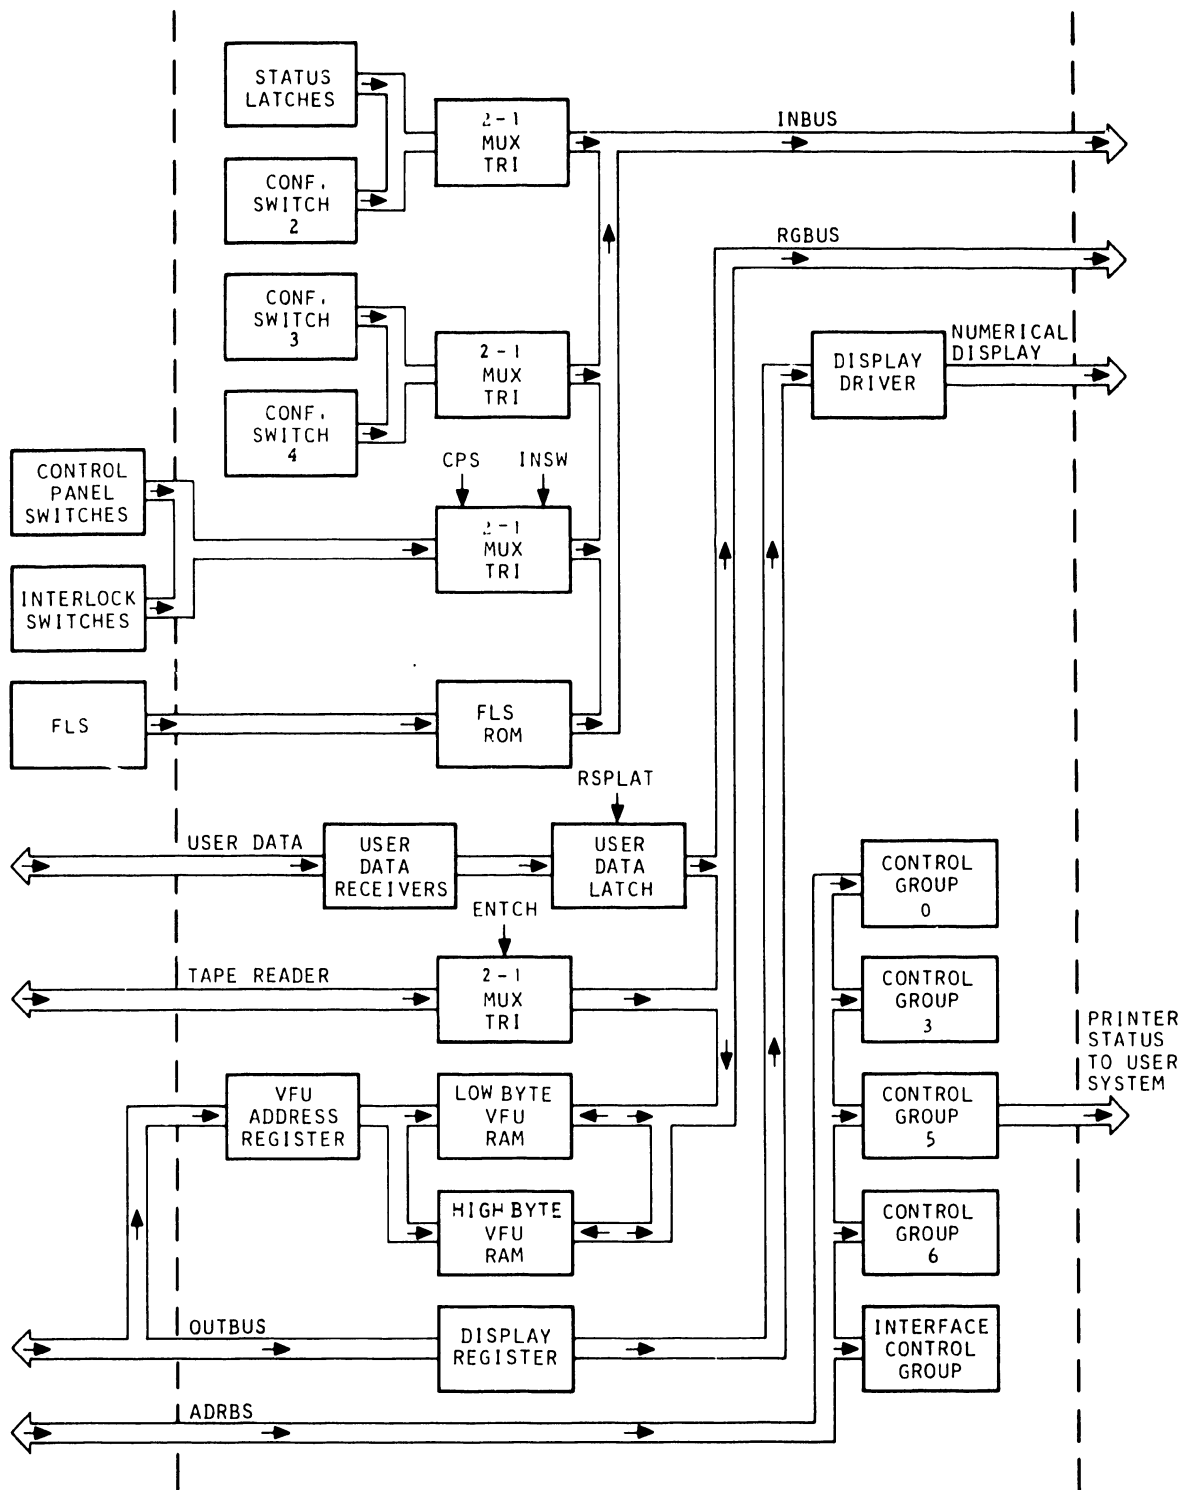 STATUS
LATCHES
2-1
MUX
TRI
INBUS
CONF.
SWITCH
2
RGBUS
CONF.
SWITCH
3
2-1
MUX
TRI
DISPLAY
DRIVER
NUMERICAL
DISPLAY
CONF.
SWITCH
4
CONTROL
PANEL
SWITCHES
CPS
INSW
2-1
MUX
TRI
INTERLOCK
SWITCHES
FLS
FLS
ROM
RSPLAT
USER DATA
USER
DATA
RECEIVERS
USER
DATA
LATCH
CONTROL
GROUP
0
ENTCH
TAPE READER
2-1
MUX
TRI
CONTROL
GROUP
3
PRINTER
STATUS
TO USER
SYSTEM
VFU
ADDRESS
REGISTER
LOW BYTE
VFU
RAM
CONTROL
GROUP
5
HIGH BYTE
VFU
RAM
CONTROL
GROUP
6
OUTBUS
DISPLAY
REGISTER
INTERFACE
CONTROL
GROUP
ADRBS